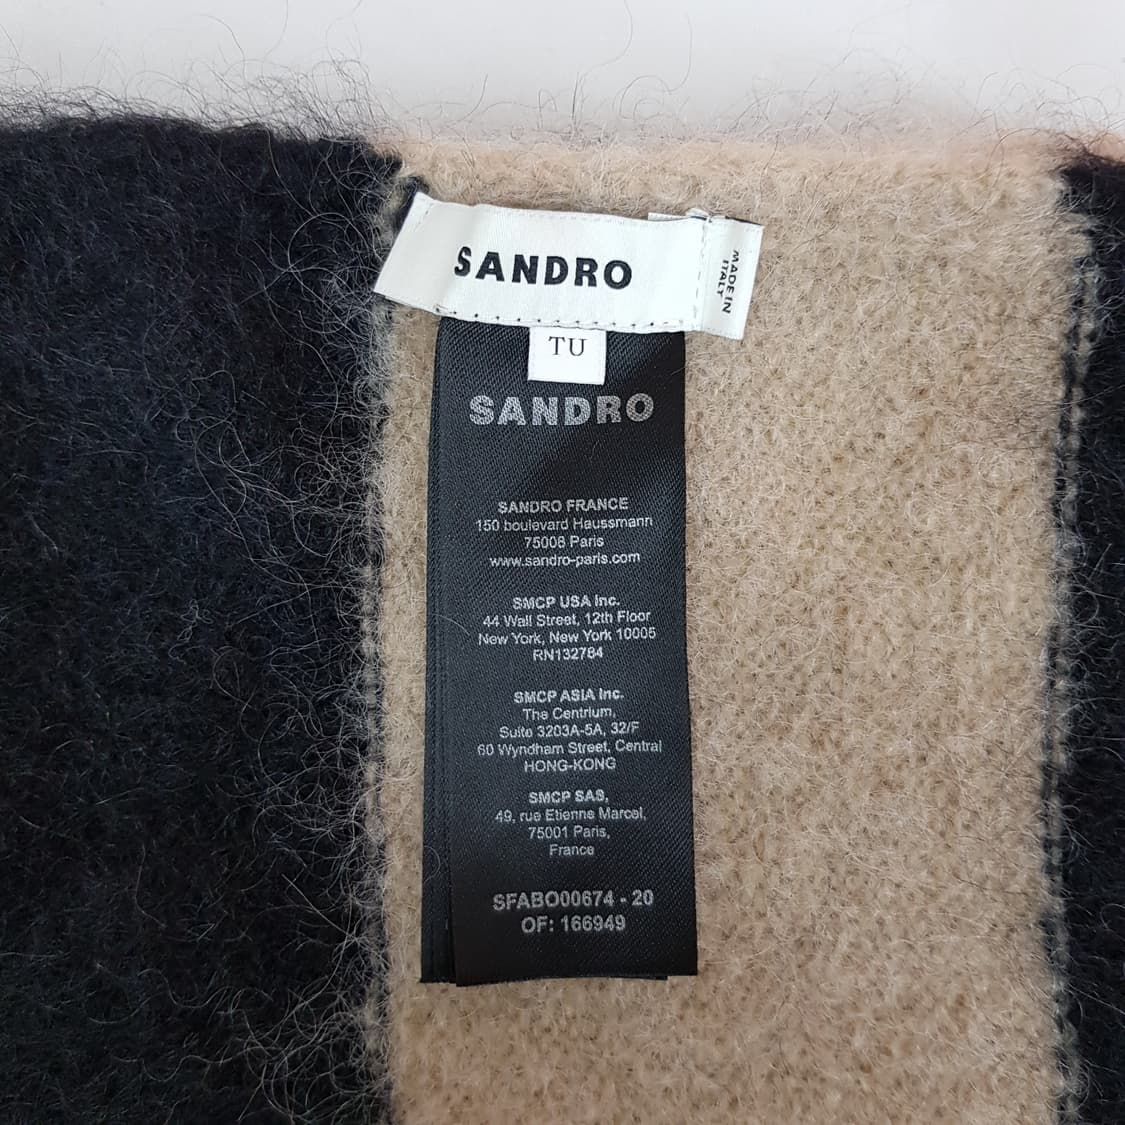 SANDRO
MADE IN
ITALY
TU
SANDRO
SANDRO FRANCE
150 boulevard Haussmann
75008 Paris
www.sandro-paris.com
SMCP USA Inc.
44 Wall Street, 12th Floor
New York, New York 10005
RN132784
SMCP ASIA Inc.
The Centrium,
Suite 3203A-5A, 32/F
60 Wyndham Street, Central
HONG-KONG
SMCP SAS,
49, rue Etienne Marcel,
75001 Paris,
France
SFABO00674 - 20
OF: 166949